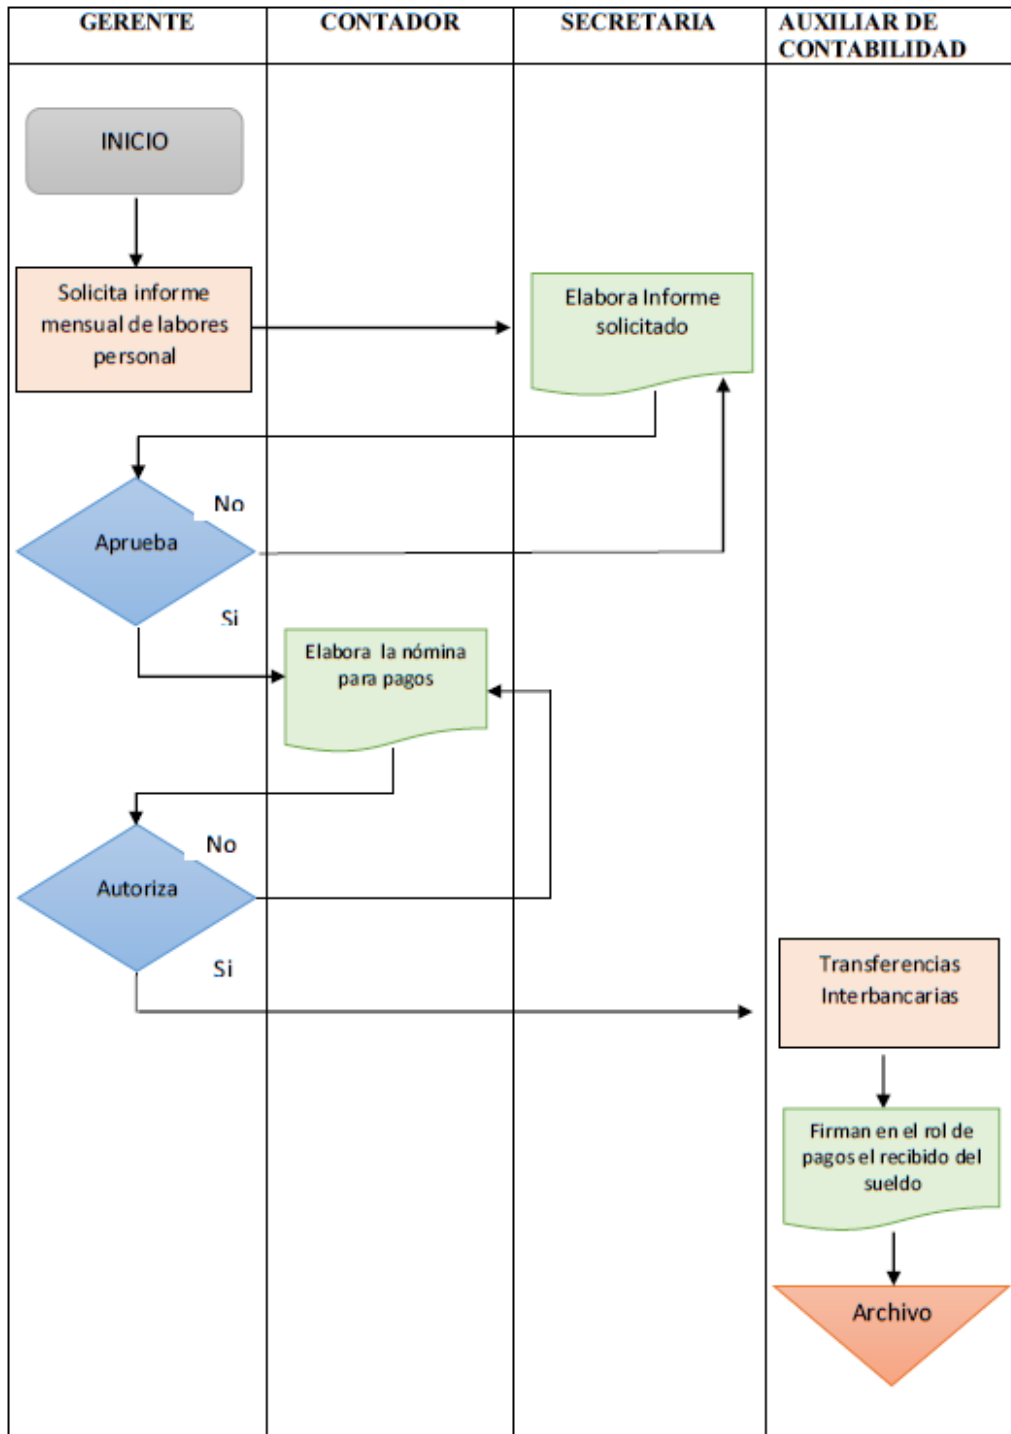 GERENTE
CONTADOR
SECRETARIA
AUXILIAR DE
CONTABILIDAD
INICIO
Solicita informe
mensual de labores
personal
Elabora Informe
solicitado
No
Aprueba
Si
Elabora la nómina
para pagos
No
Autoriza
Si
Transferencias
Interbancarias
Firman en el rol de
pagos el recibido del
sueldo
Archivo